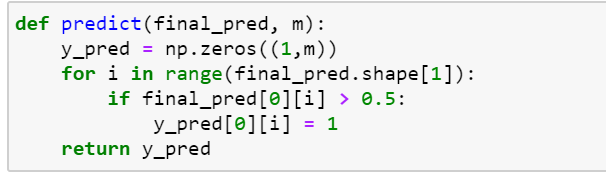 def predict(final_pred, m):
    y_pred = np.zeros((1,m))
    for i in range(final_pred.shape[1]):
        if final_pred[0][i] > 0.5:
            y_pred[0][i] = 1
    return y_pred